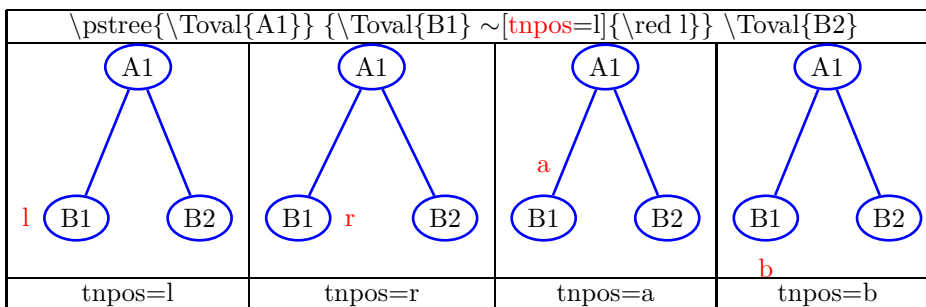 \pstree{\Toval{A1}} {\Toval{B1} ∼[tnpos=l]{\red l}} \Toval{B2}
A1 A1 A1 A1
a
l B1 B2 B1 r B2 B1 B2 B1 B2
b
tnpos=l tnpos=r tnpos=a tnpos=b